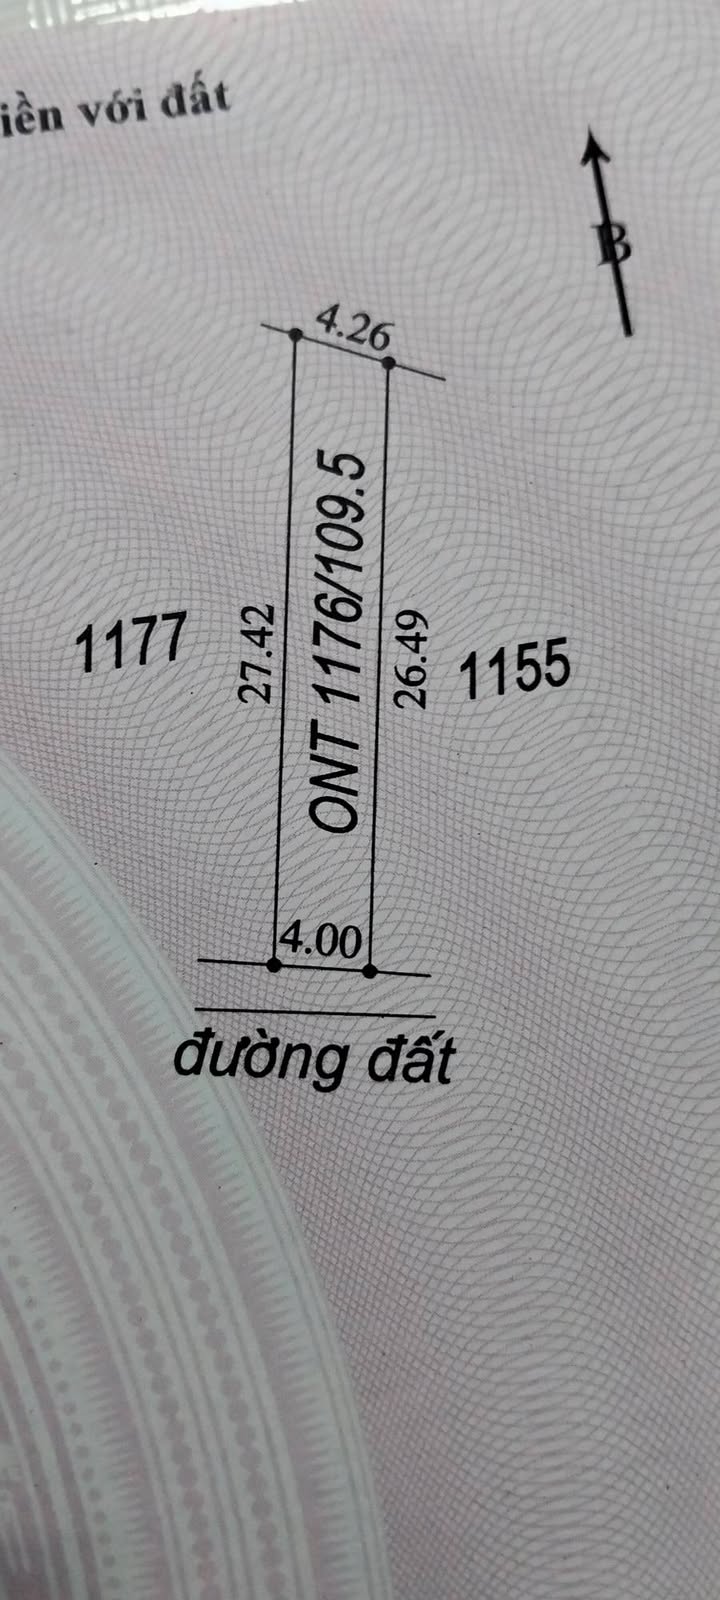 iền với đất
B
4.26
ONT 1176/109.5
27.42
26.49
1177
1155
4.00
đường đất